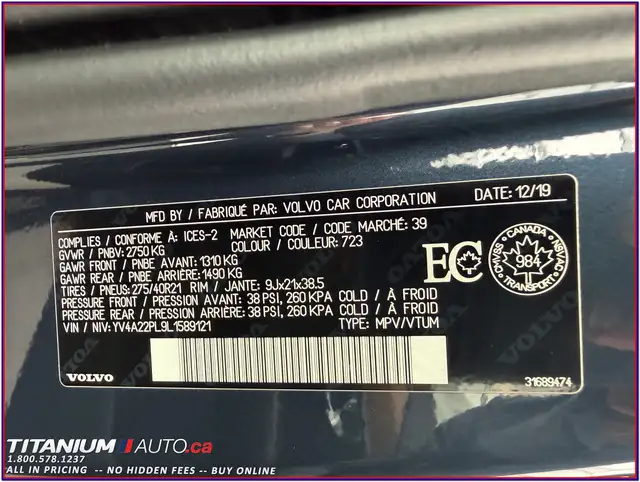 MFD BY / FABRIQUÉ PAR: VOLVO CAR CORPORATION DATE: 12/19
COMPLIES / CONFORME À: ICES-2 MARKET CODE / CODE MARCHÉ: 39
GVWR / PNBV: 2750 KG COLOUR / COULEUR: 723
GAWR FRONT / PNBE AVANT: 1310 KG
GAWR REAR / PNBE ARRIÈRE: 1490 KG
TIRES / PNEUS: 275/40R21 RIM / JANTE: 9Jx21x38.5
PRESSURE FRONT / PRESSION AVANT: 38 PSI, 260 KPA COLD / À FROID
PRESSURE REAR / PRESSION ARRIÈRE: 38 PSI, 260 KPA COLD / À FROID
VIN / NIV: YV4A22PL9L1589121 TYPE: MPV/VTUM
EC
CANADA
CMVSS NSVAC
984
TRANSPORT
VOLVO
31689474
TITANIUM AUTO.ca
1.800.578.1237
ALL IN PRICING -- NO HIDDEN FEES -- BUY ONLINE